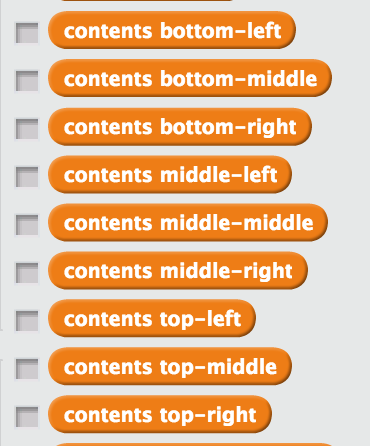 contents bottom-left
contents bottom-middle
contents bottom-right
contents middle-left
contents middle-middle
contents middle-right
contents top-left
contents top-middle
contents top-right